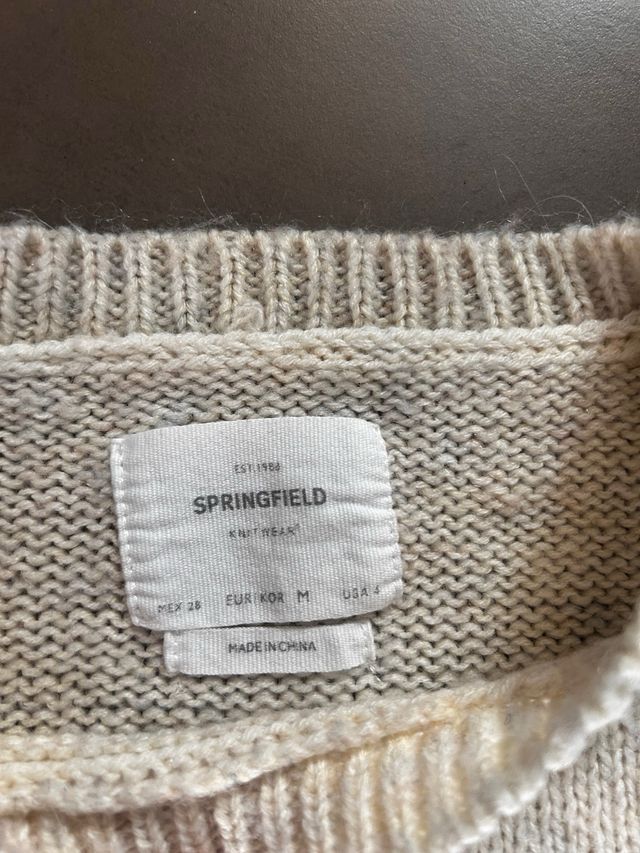 EST.1988
SPRINGFIELD
KNITWEAR
MEX 28 EUR/KOR M USA 4
MADE IN CHINA